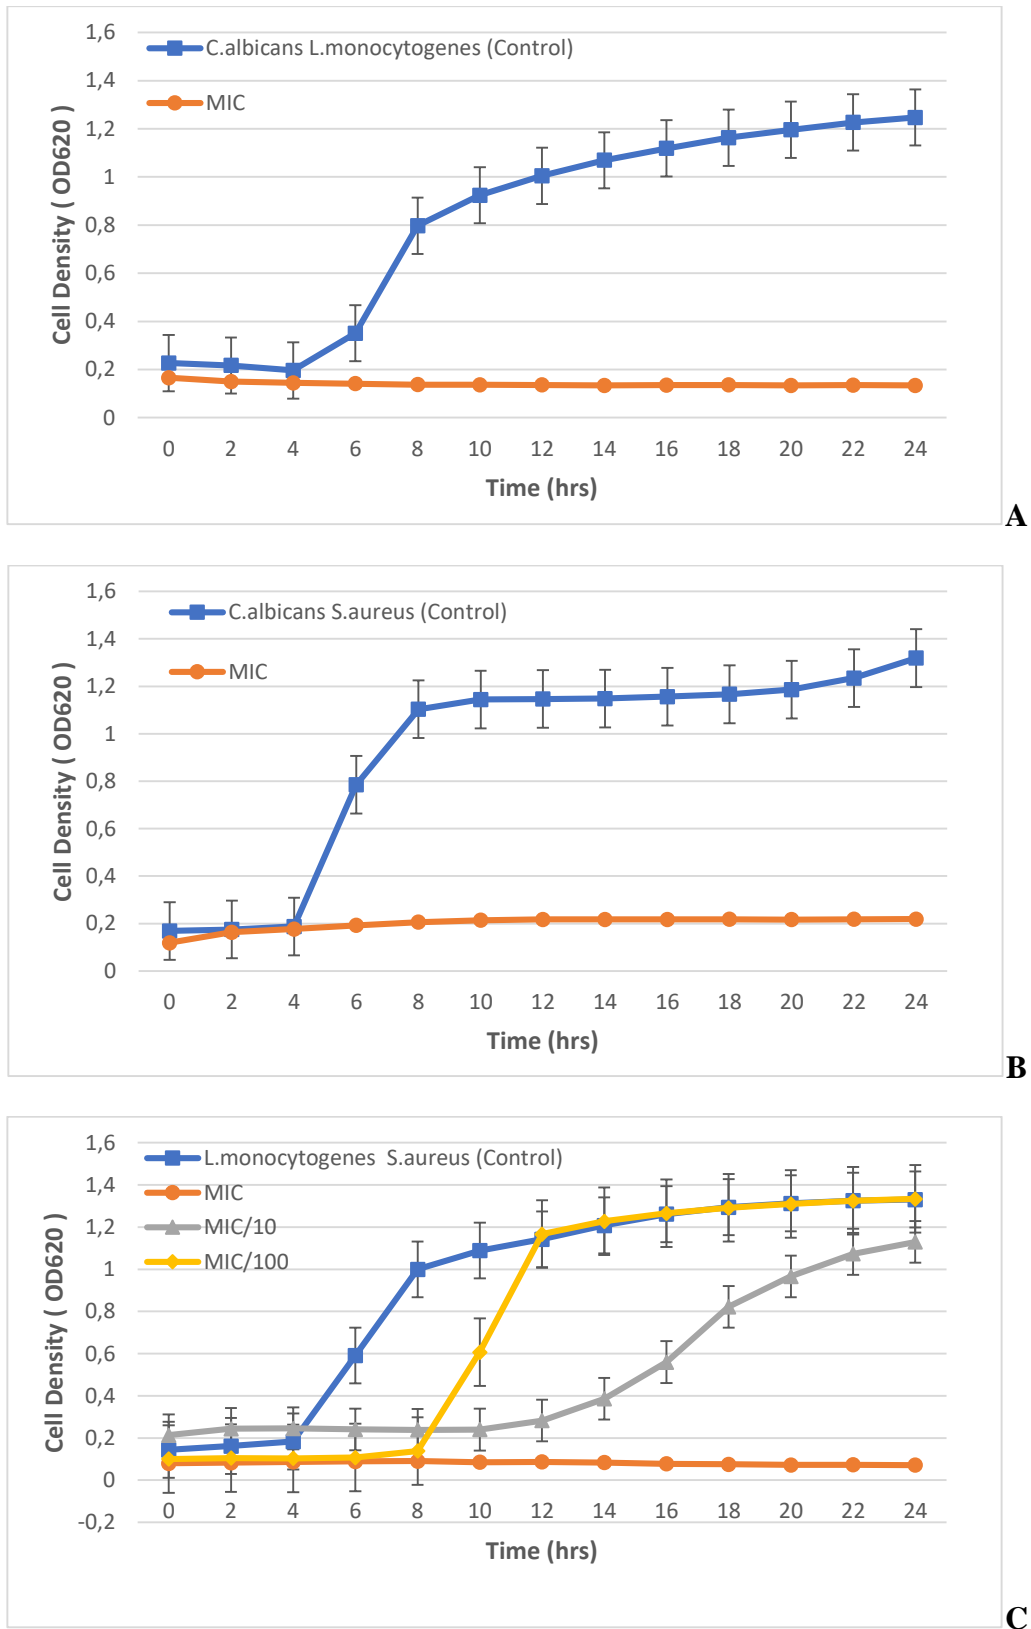 1,6
C.albicans L.monocytogenes (Control)
1,4
MIC
1,2
1
0,8
0,6
0,4
0,2
0
Cell Density ( OD620 )
0 2 4 6 8 10 12 14 16 18 20 22 24
Time (hrs)
A
1,6
C.albicans S.aureus (Control)
1,4
MIC
1,2
1
0,8
0,6
0,4
0,2
0
Cell Density ( OD620 )
0 2 4 6 8 10 12 14 16 18 20 22 24
Time (hrs)
B
1,6
L.monocytogenes S.aureus (Control)
1,4
MIC
1,2
MIC/10
1
MIC/100
0,8
0,6
0,4
0,2
0
-0,2
Cell Density ( OD620)
0 2 4 6 8 10 12 14 16 18 20 22 24
Time (hrs)
C